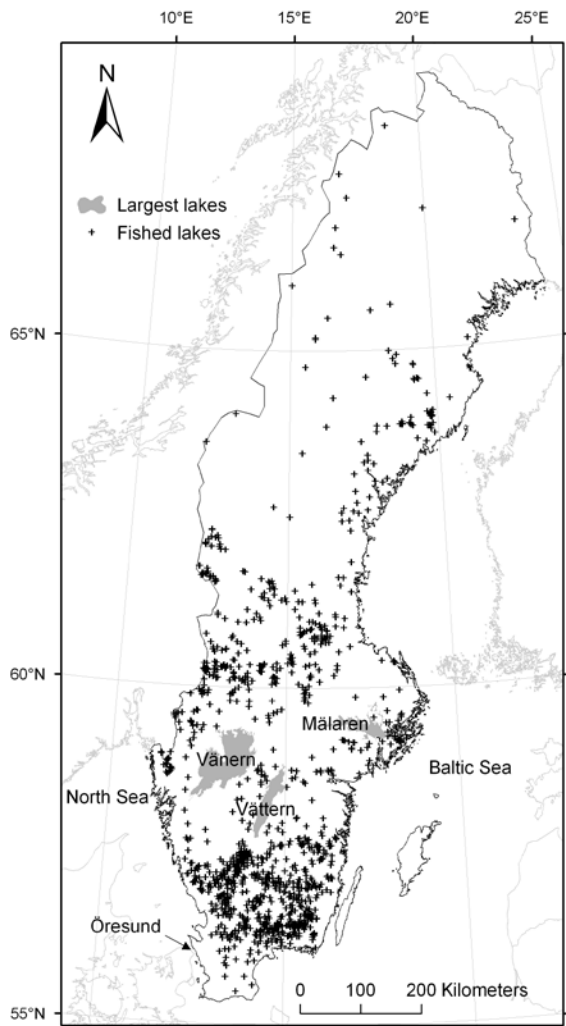 10°E 15°E 20°E 25°E
N
Largest lakes
Fished lakes
65°N
60°N
Mälaren
Vänern
Baltic Sea
North Sea
Vättern
Öresund
0 100 200 Kilometers
55°N